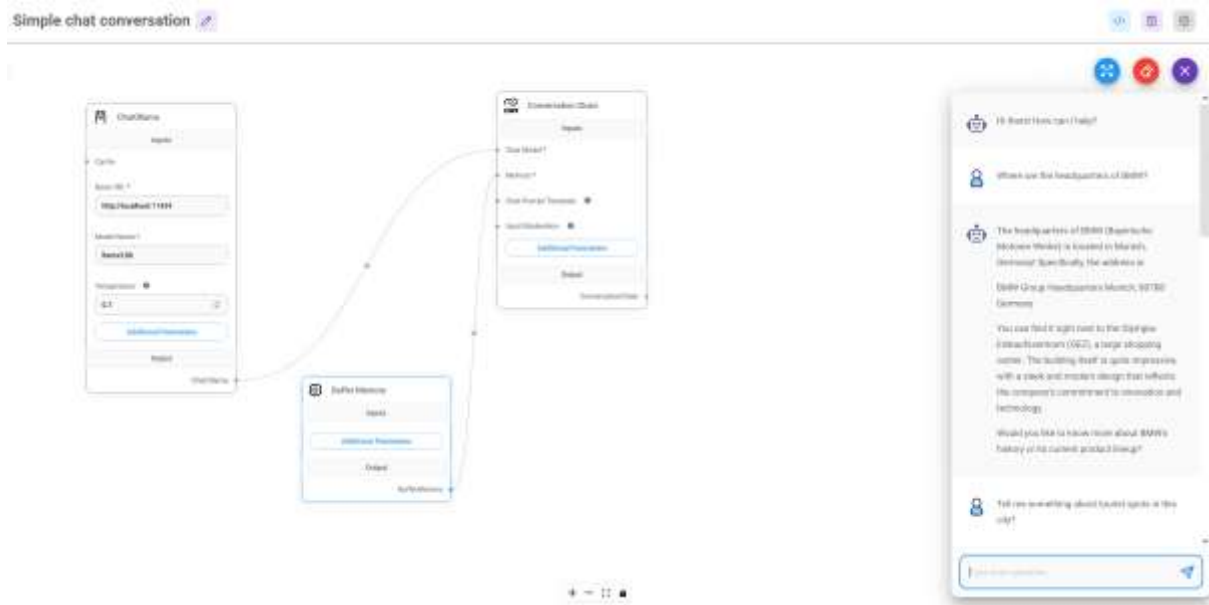 Simple chat conversation
ChatOllama
Inputs
Cache
Base URL *
http://localhost:11434
Model Name *
Temperature
Additional Parameters
Output
ChatOllama
Buffer Memory
Inputs
Additional Parameters
Output
BufferMemory
Conversation Chain
Inputs
Chat Model *
Memory *
Chat Prompt Template
Input Moderation
Additional Parameters
Output
ConversationChain
Hi there! How can I help?
Where are the headquarters of BMW?
The headquarters of BMW (Bayerische
Motoren Werke) is located in Munich,
Germany! Specifically, the address is:
BMW Group Headquarters Munich, 80788
Germany
You can find it right next to the Olympia
Einkaufszentrum (OEZ), a large shopping
center. The building itself is quite impressive,
with a sleek and modern design that reflects
the company's commitment to innovation and
technology.
Would you like to know more about BMW's
history or its current product lineup?
Tell me something about tourist spots in this
city?